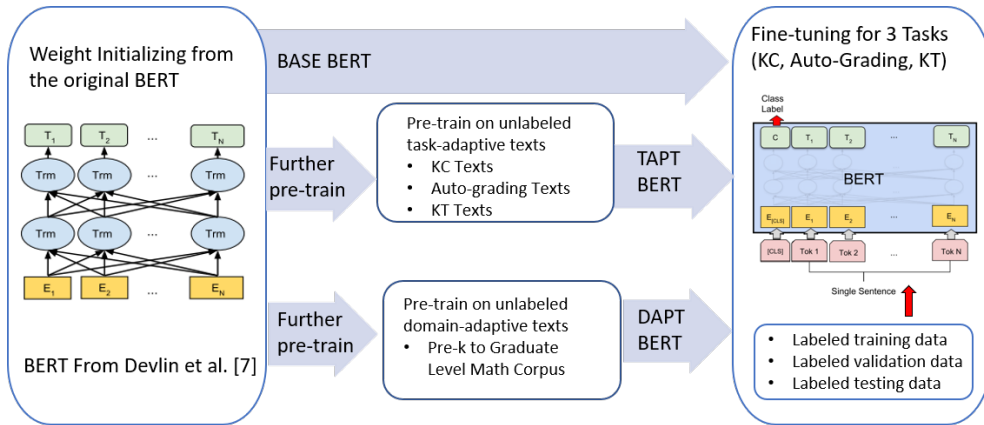 Weight Initializing from
the original BERT
T1 T2 ... TN
Trm Trm ... Trm
Trm Trm ... Trm
E1 E2 ... EN
BERT From Devlin et al. [7]
BASE BERT
Further
pre-train
Pre-train on unlabeled
task-adaptive texts
• KC Texts
• Auto-grading Texts
• KT Texts
TAPT
BERT
Further
pre-train
Pre-train on unlabeled
domain-adaptive texts
• Pre-k to Graduate
Level Math Corpus
DAPT
BERT
Fine-tuning for 3 Tasks
(KC, Auto-Grading, KT)
Class
Label
C T1 T2 ... TN
BERT
E[CLS] E1 E2 ... EN
[CLS] Tok 1 Tok 2 ... Tok N
Single Sentence
• Labeled training data
• Labeled validation data
• Labeled testing data